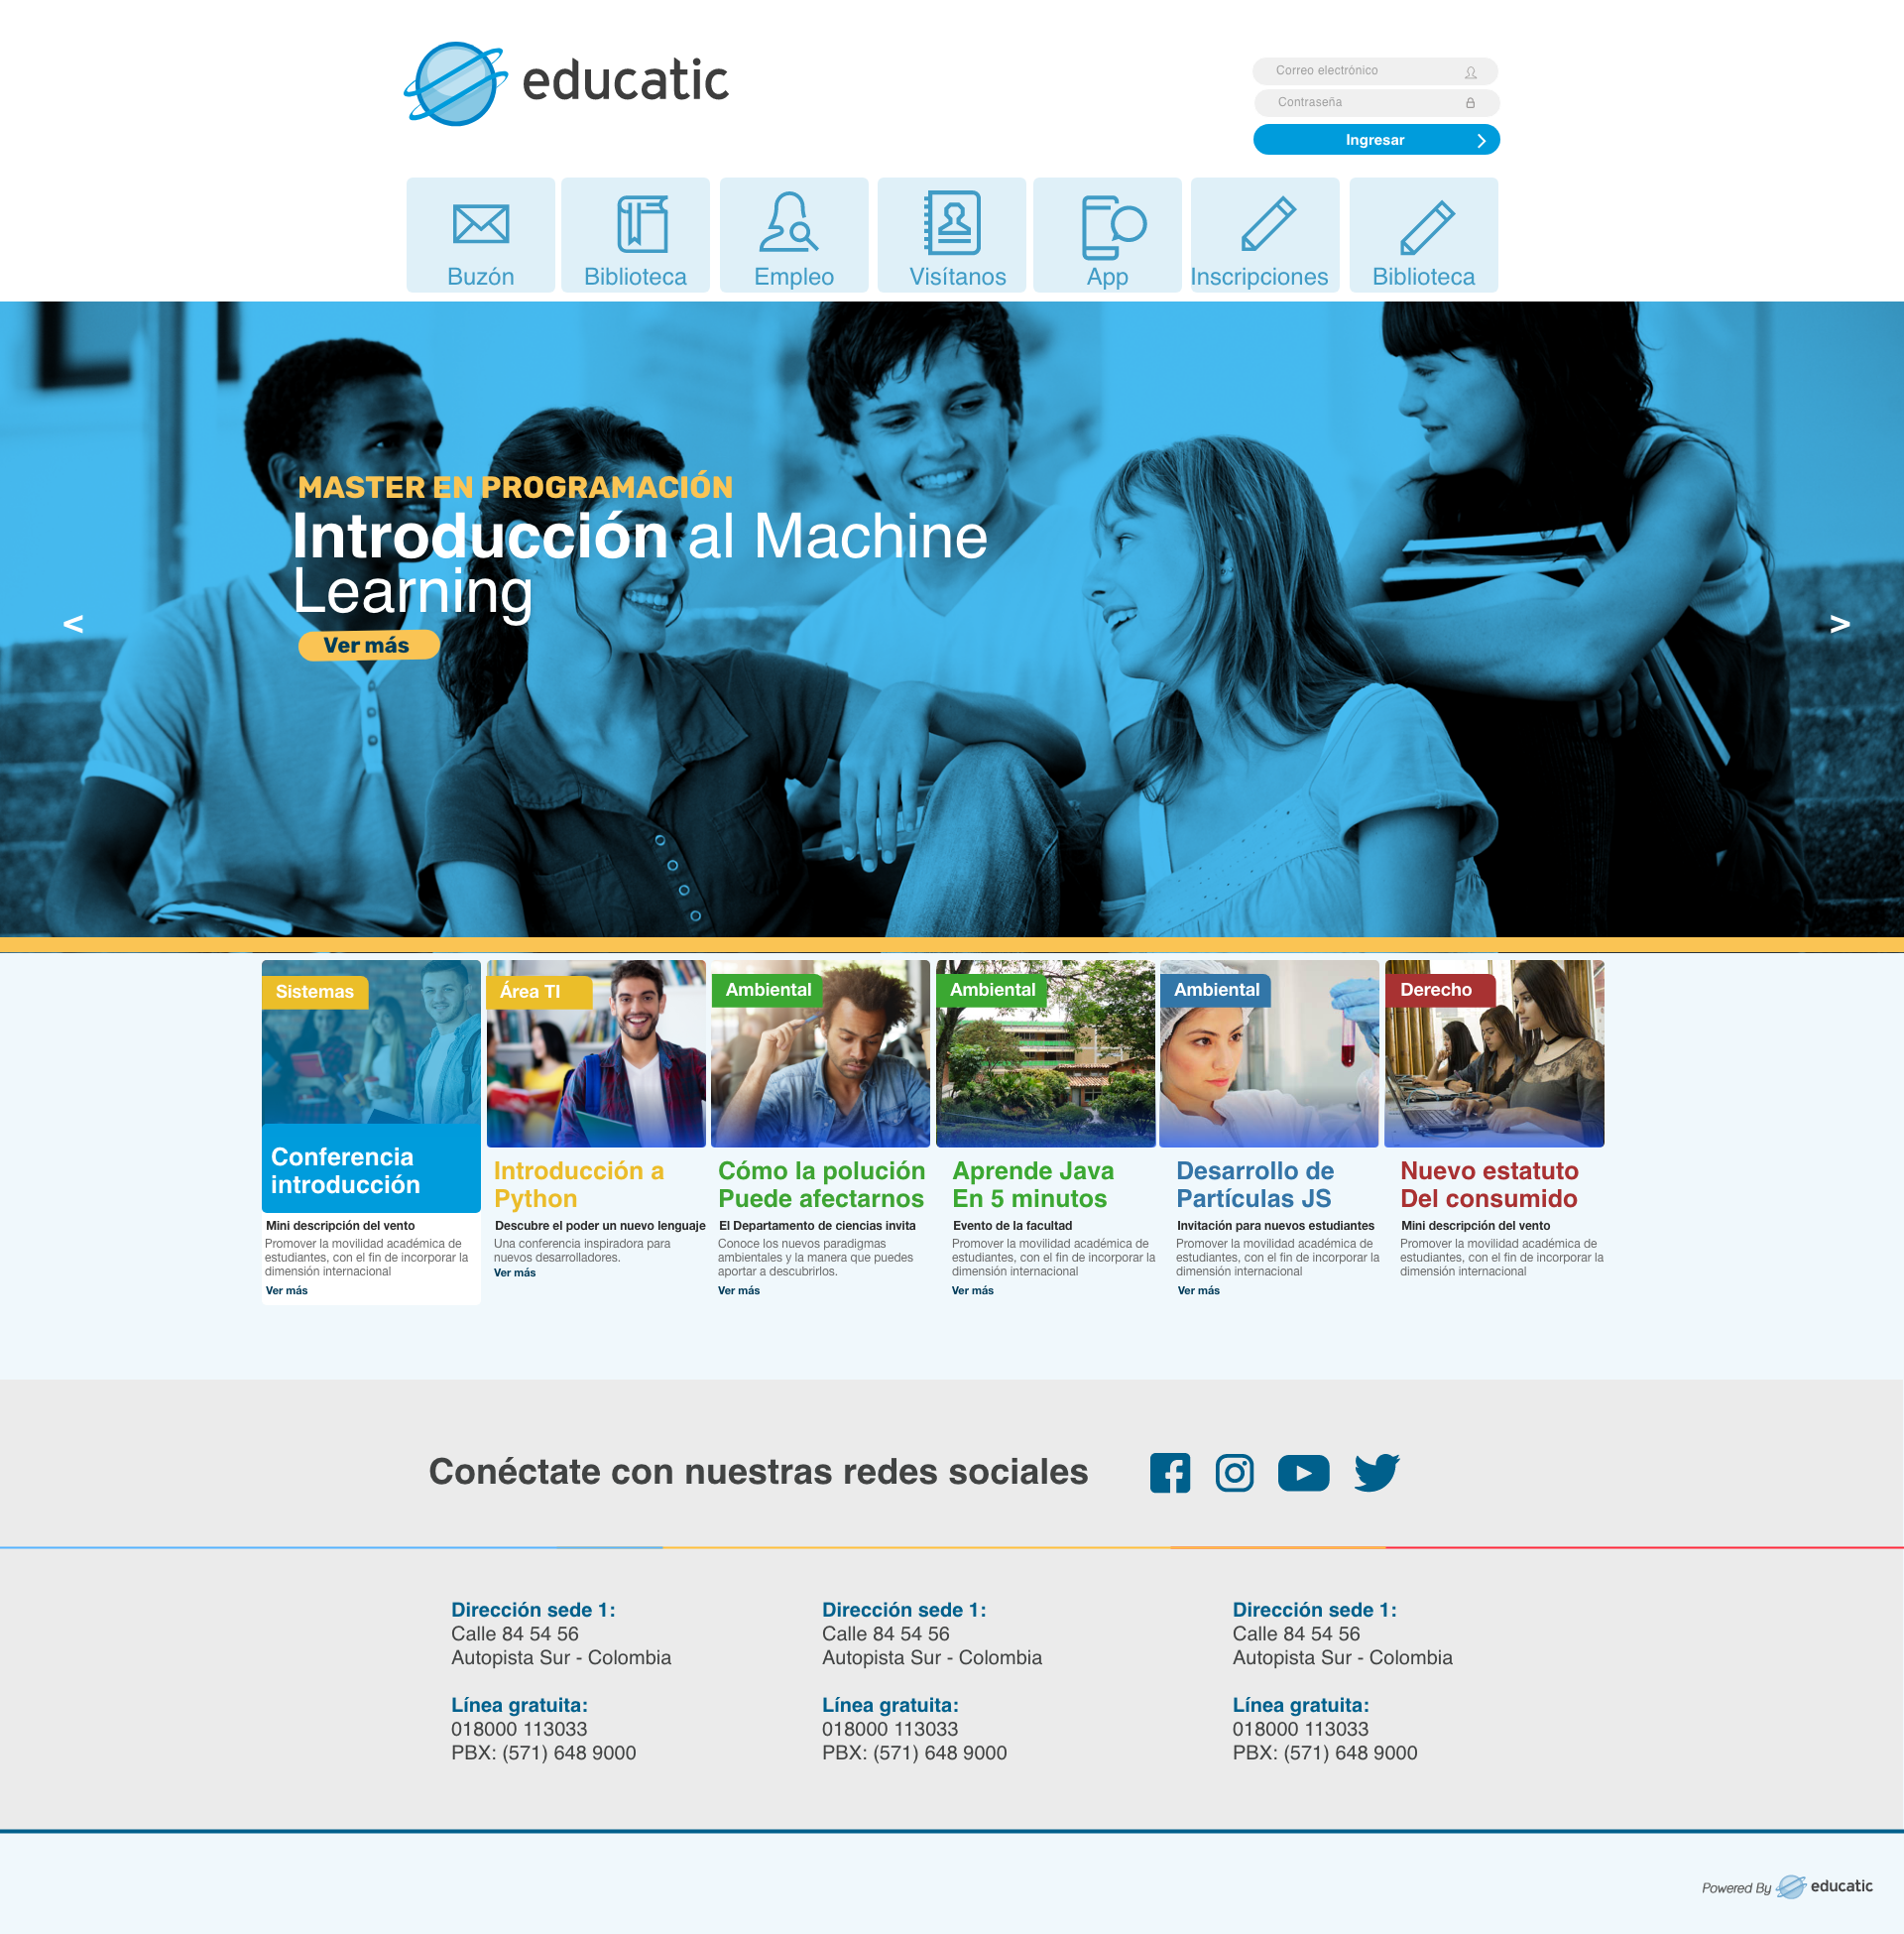 educatic
Correo electrónico
Contraseña
Ingresar
Buzón
Biblioteca
Empleo
Visítanos
App
Inscripciones
Biblioteca
MASTER EN PROGRAMACIÓN
Introducción al Machine
Learning
Ver más
<
>
Sistemas
Conferencia
introducción
Mini descripción del vento
Promover la movilidad académica de
estudiantes, con el fin de incorporar la
dimensión internacional
Ver más
Área TI
Introducción a
Python
Descubre el poder un nuevo lenguaje
Una conferencia inspiradora para
nuevos desarrolladores.
Ver más
Ambiental
Cómo la polución
Puede afectarnos
El Departamento de ciencias invita
Conoce los nuevos paradigmas
ambientales y la manera que puedes
aportar a descubrirlos.
Ver más
Ambiental
Aprende Java
En 5 minutos
Evento de la facultad
Promover la movilidad académica de
estudiantes, con el fin de incorporar la
dimensión internacional
Ver más
Ambiental
Desarrollo de
Partículas JS
Invitación para nuevos estudiantes
Promover la movilidad académica de
estudiantes, con el fin de incorporar la
dimensión internacional
Ver más
Derecho
Nuevo estatuto
Del consumido
Mini descripción del vento
Promover la movilidad académica de
estudiantes, con el fin de incorporar la
dimensión internacional
Conéctate con nuestras redes sociales
Dirección sede 1:
Calle 84 54 56
Autopista Sur - Colombia
Línea gratuita:
018000 113033
PBX: (571) 648 9000
Dirección sede 1:
Calle 84 54 56
Autopista Sur - Colombia
Línea gratuita:
018000 113033
PBX: (571) 648 9000
Dirección sede 1:
Calle 84 54 56
Autopista Sur - Colombia
Línea gratuita:
018000 113033
PBX: (571) 648 9000
Powered By educatic